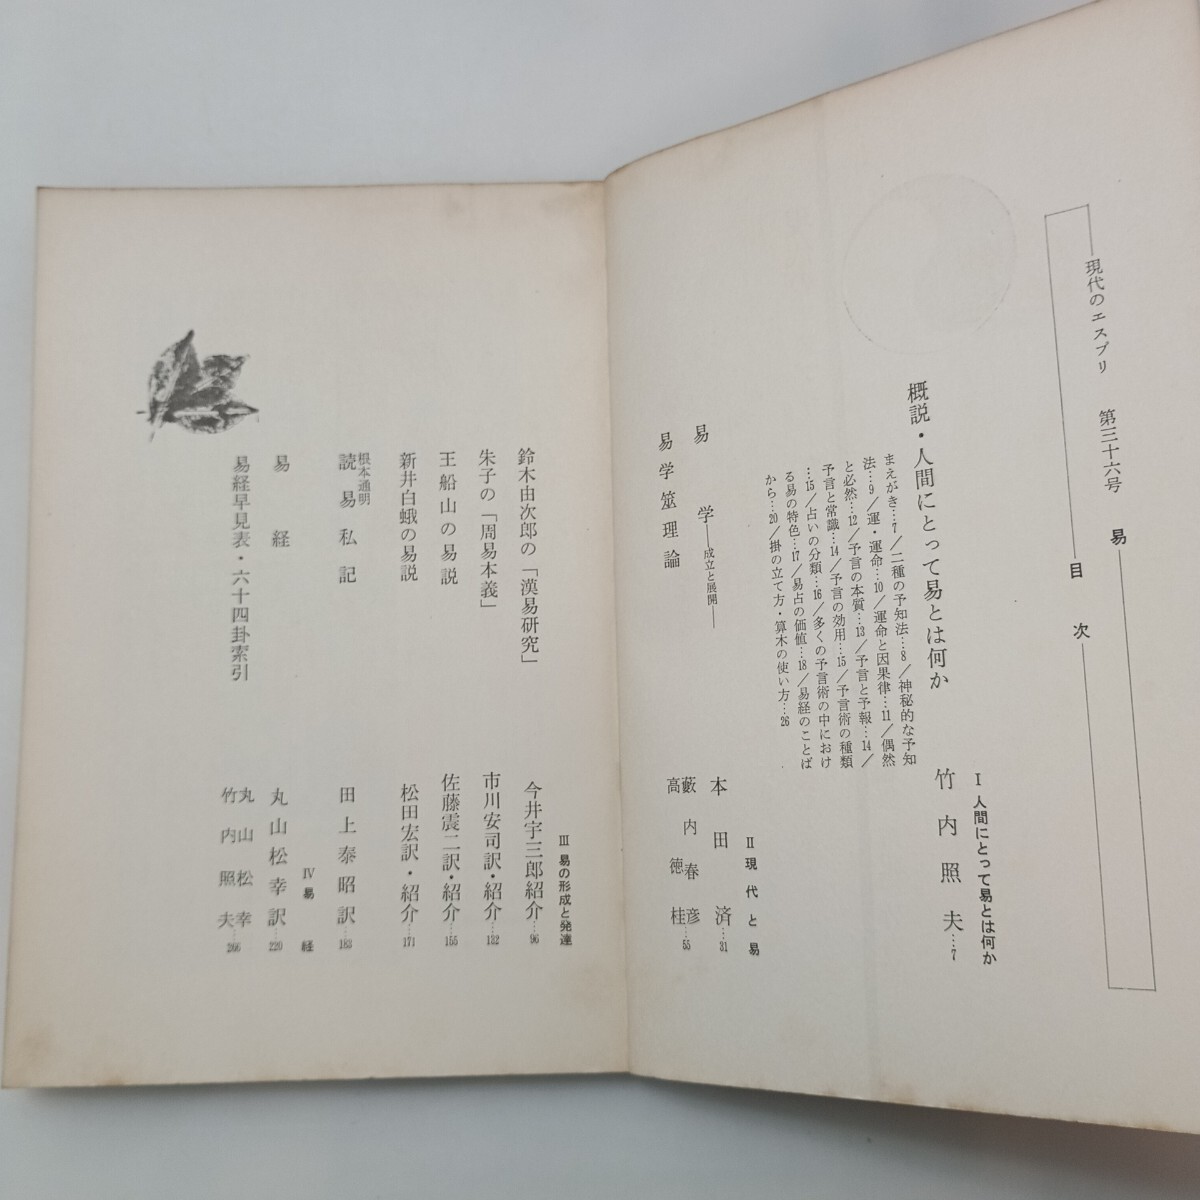 現代のエスプリ　第三十六号　易
目次
Ⅰ 人間にとって易とは何か
概説・人間にとって易とは何か　竹内照夫…7
まえがき…7／二種の予知法…8／神秘的な予知
法…9／運・運命…10／運命と因果律…11／偶然
と必然…12／予言の本質…13／予言と予報…14／
予言と常識…14／予言の効用…15／予言術の種類
…15／占いの分類…16／多くの予言術の中におけ
る易の特色…17／易占の価値…18／易経のことば
から…20／掛の立て方・算木の使い方…26
Ⅱ 現代と易
易学――成立と展開――　本田済…31
易学筮理論　藪内春彦
高徳桂…55
Ⅲ 易の形成と発達
鈴木由次郎の「漢易研究」　今井宇三郎紹介…96
朱子の「周易本義」　市川安司訳・紹介…132
王船山の易説　佐藤震二訳・紹介…155
新井白蛾の易説　松田宏訳・紹介…171
根本通明
読易私記　田上泰昭訳…183
Ⅳ 易経
易経　丸山松幸訳…220
易経早見表・六十四卦索引　丸山松幸
竹内照夫…266